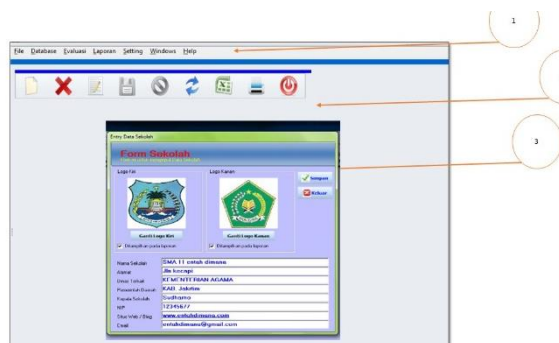 1
File Database Evaluasi Laporan Setting Windows Help
3
Entry Data Sekolah
Form Sekolah
Logo Kiri Logo Kanan
Simpan
Keluar
Ganti Logo Kiri Ganti Logo Kanan
Ditampilkan pada laporan Ditampilkan pada laporan
Nama Sekolah SMA 11 entah dimana
Alamat Jln kecapi
Dinas Terkait KEMENTERIAN AGAMA
Pemerintah Daerah KAB. Jaketim
Kepala Sekolah Sudharno
NIP 12345677
Situs Web / Blog www.entahdimana.com
Email entahdimana@gmail.com